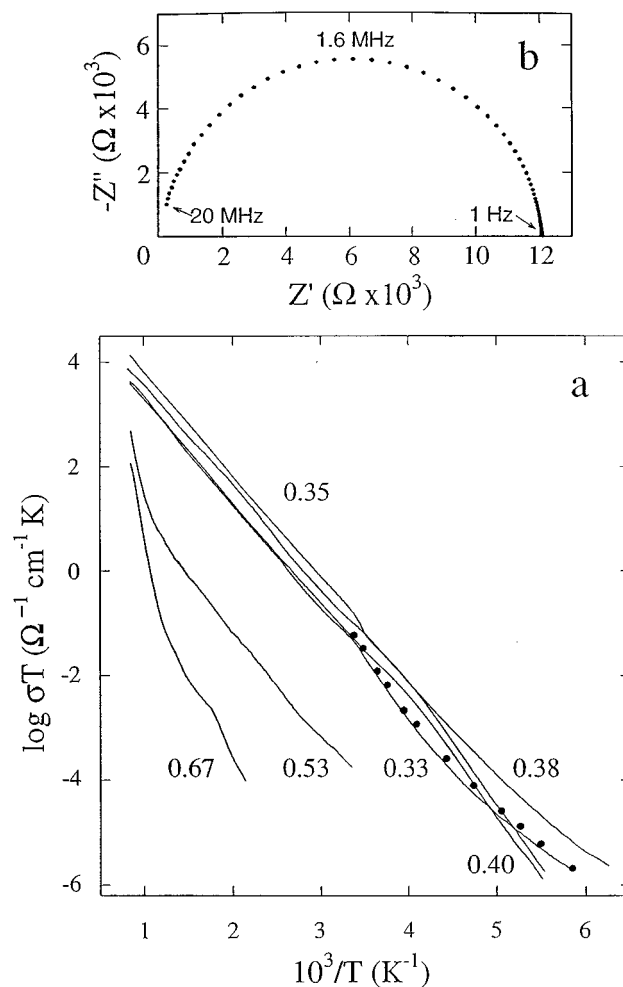 b
1.6 MHz
6
4
2
0
-Z" (Ω x10³)
20 MHz
1 Hz
0 2 4 6 8 10 12
Z' (Ω x10³)
a
4
2
0
-2
-4
-6
log σT (Ω⁻¹ cm⁻¹ K)
0.35
0.67
0.53
0.33
0.38
0.40
1 2 3 4 5 6
10³/T (K⁻¹)